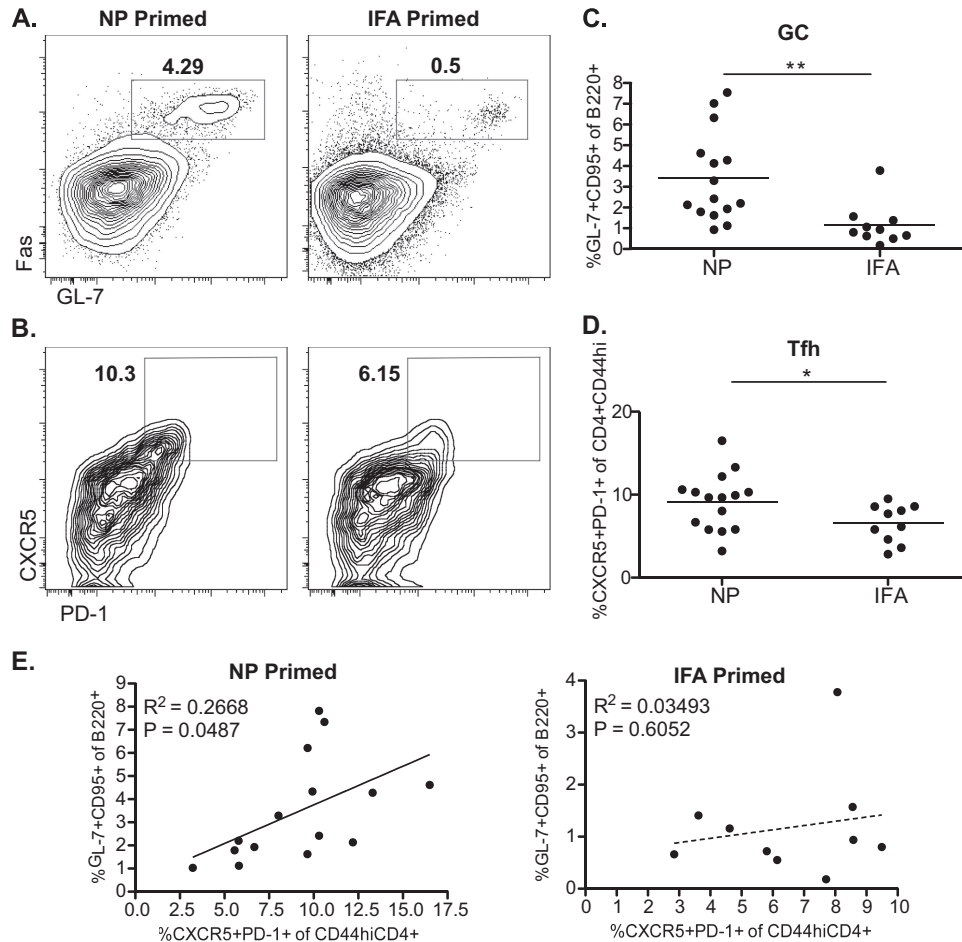 A.
NP Primed
IFA Primed
4.29
0.5
Fas
GL-7
B.
10.3
6.15
CXCR5
PD-1
C.
GC
**
%GL-7+CD95+ of B220+
8
7
6
5
4
3
2
1
0
NP
IFA
D.
Tfh
*
%CXCR5+PD-1+ of CD4+CD44hi
20
10
0
NP
IFA
E.
NP Primed
R² = 0.2668
P = 0.0487
%GL-7+CD95+ of B220+
9
8
7
6
5
4
3
2
1
0
0.0 2.5 5.0 7.5 10.0 12.5 15.0 17.5
%CXCR5+PD-1+ of CD44hiCD4+
IFA Primed
R² = 0.03493
P = 0.6052
%GL-7+CD95+ of B220+
4
3
2
1
0
0 1 2 3 4 5 6 7 8 9 10
%CXCR5+PD-1+ of CD44hiCD4+